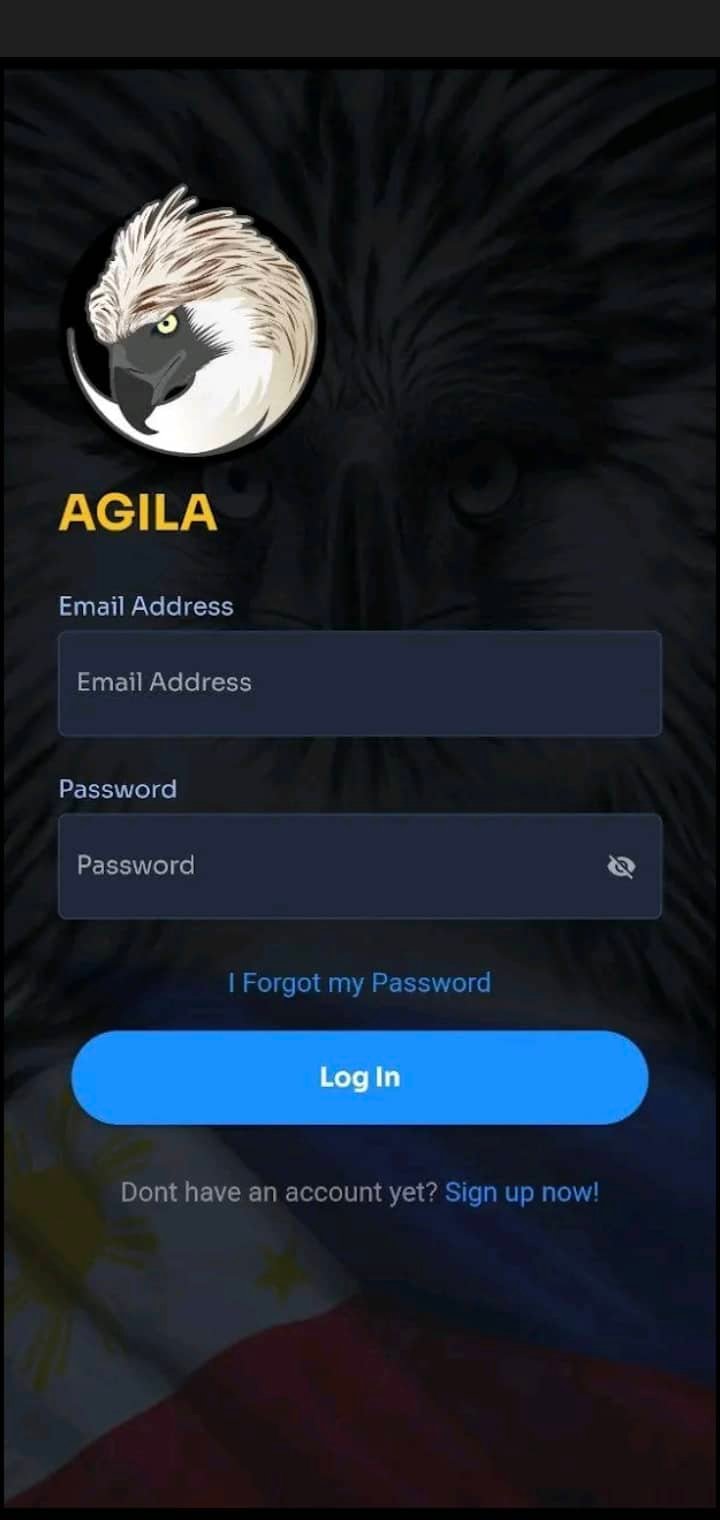 AGILA
Email Address
Email Address
Password
Password
I Forgot my Password
Log In
Dont have an account yet? Sign up now!